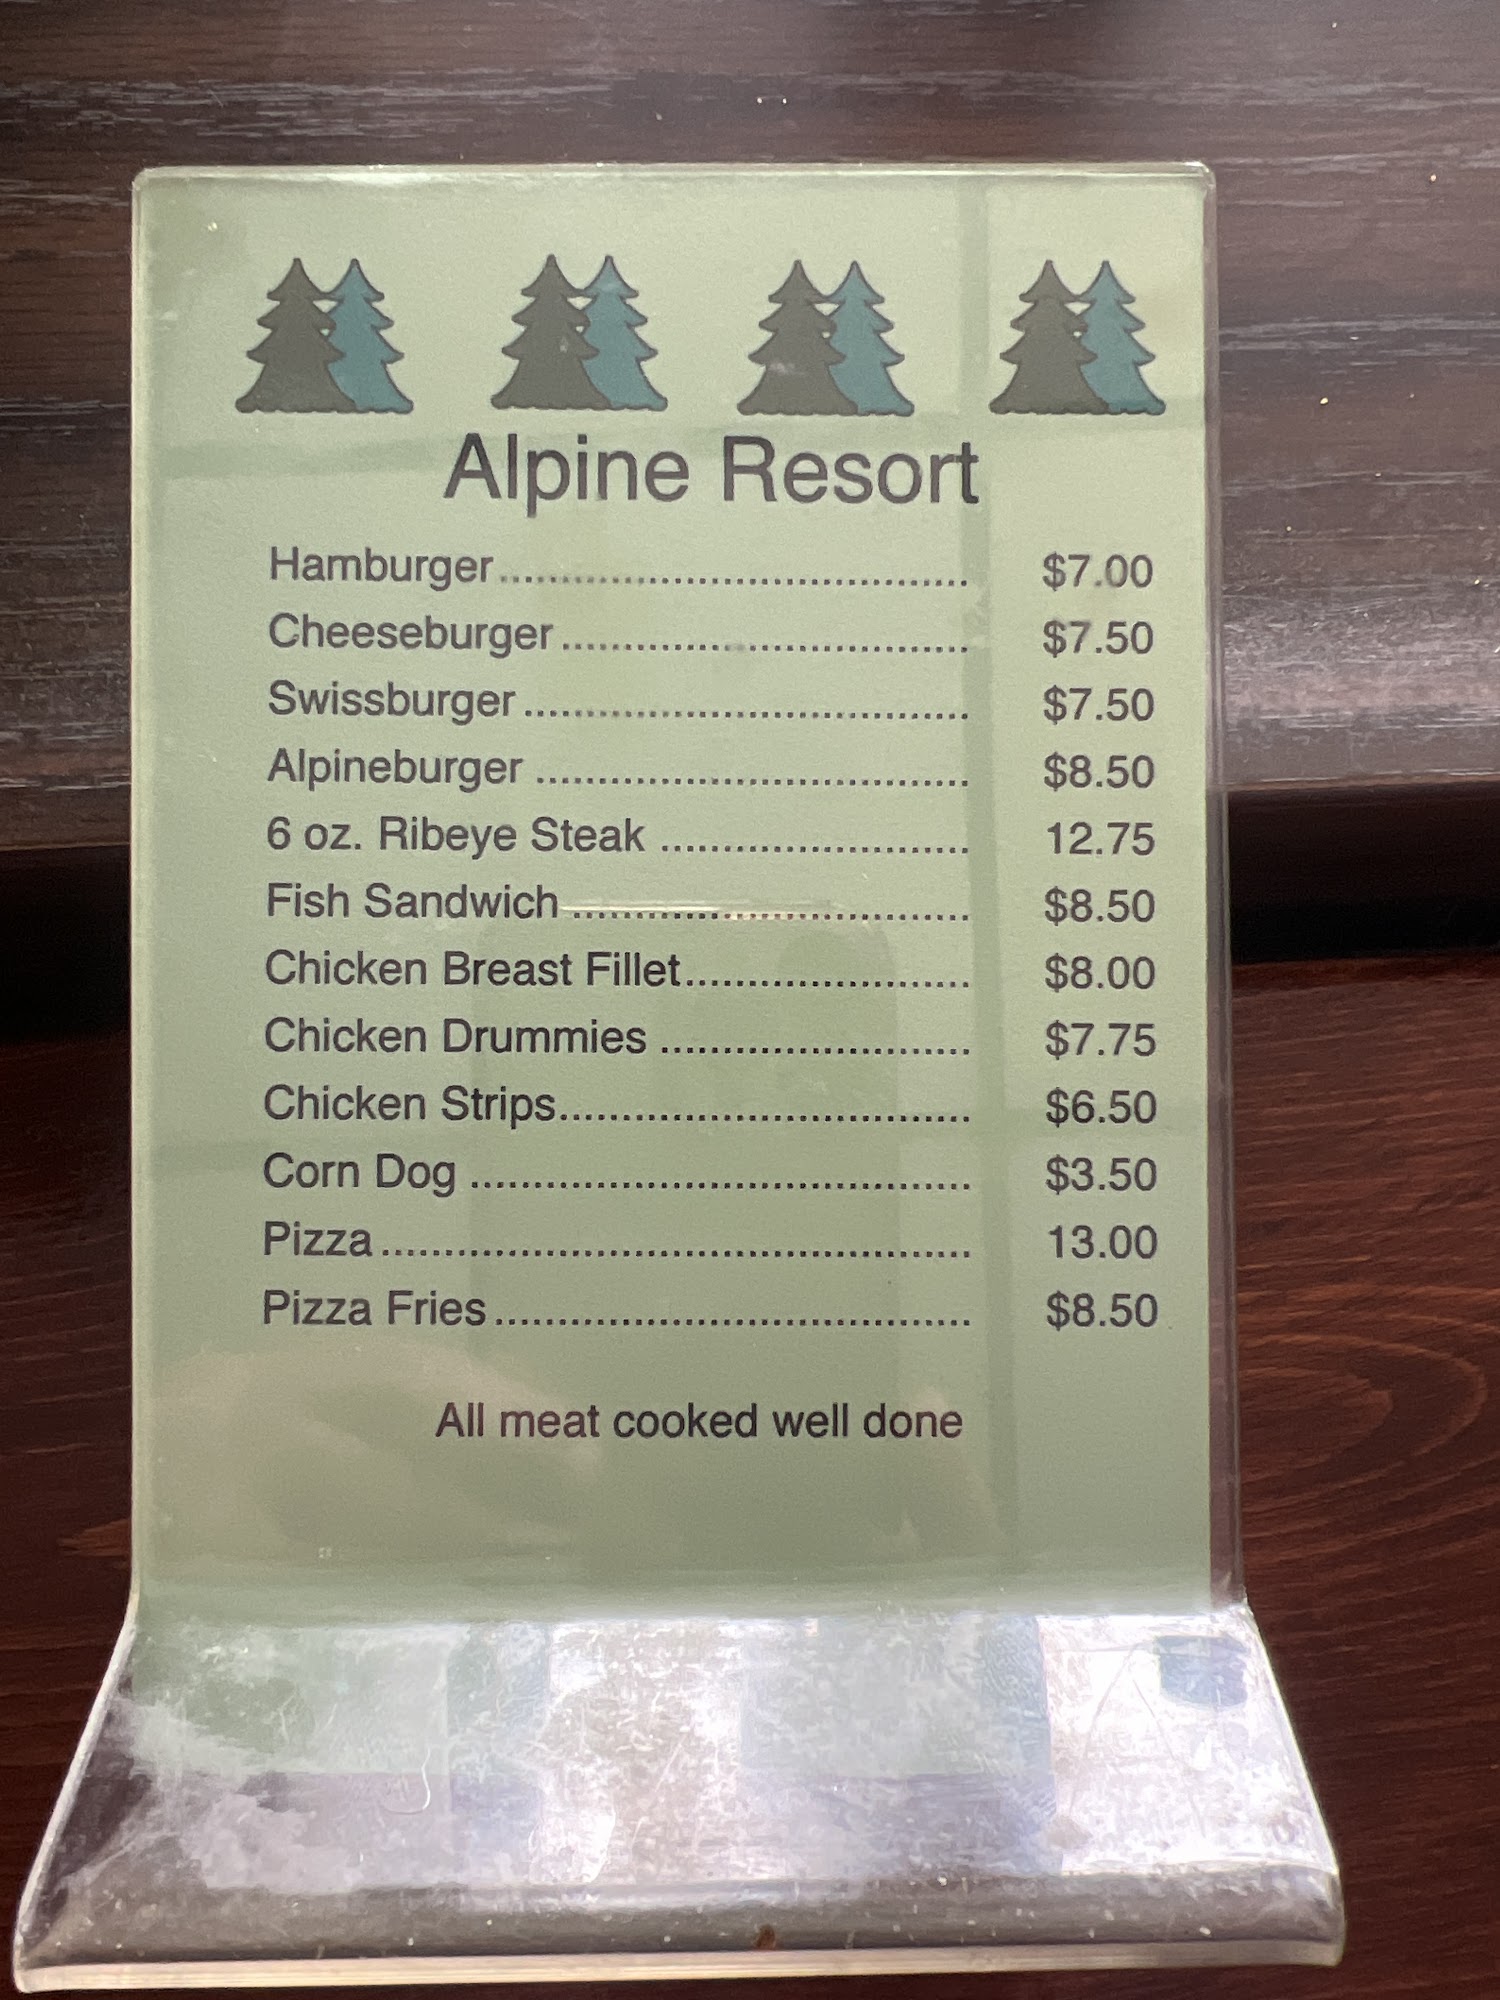 Alpine Resort
Hamburger........................................ $7.00
Cheeseburger................................... $7.50
Swissburger...................................... $7.50
Alpineburger ..................................... $8.50
6 oz. Ribeye Steak .......................... 12.75
Fish Sandwich .................................. $8.50
Chicken Breast Fillet........................ $8.00
Chicken Drummies .......................... $7.75
Chicken Strips................................... $6.50
Corn Dog .......................................... $3.50
Pizza.................................................. 13.00
Pizza Fries......................................... $8.50
All meat cooked well done